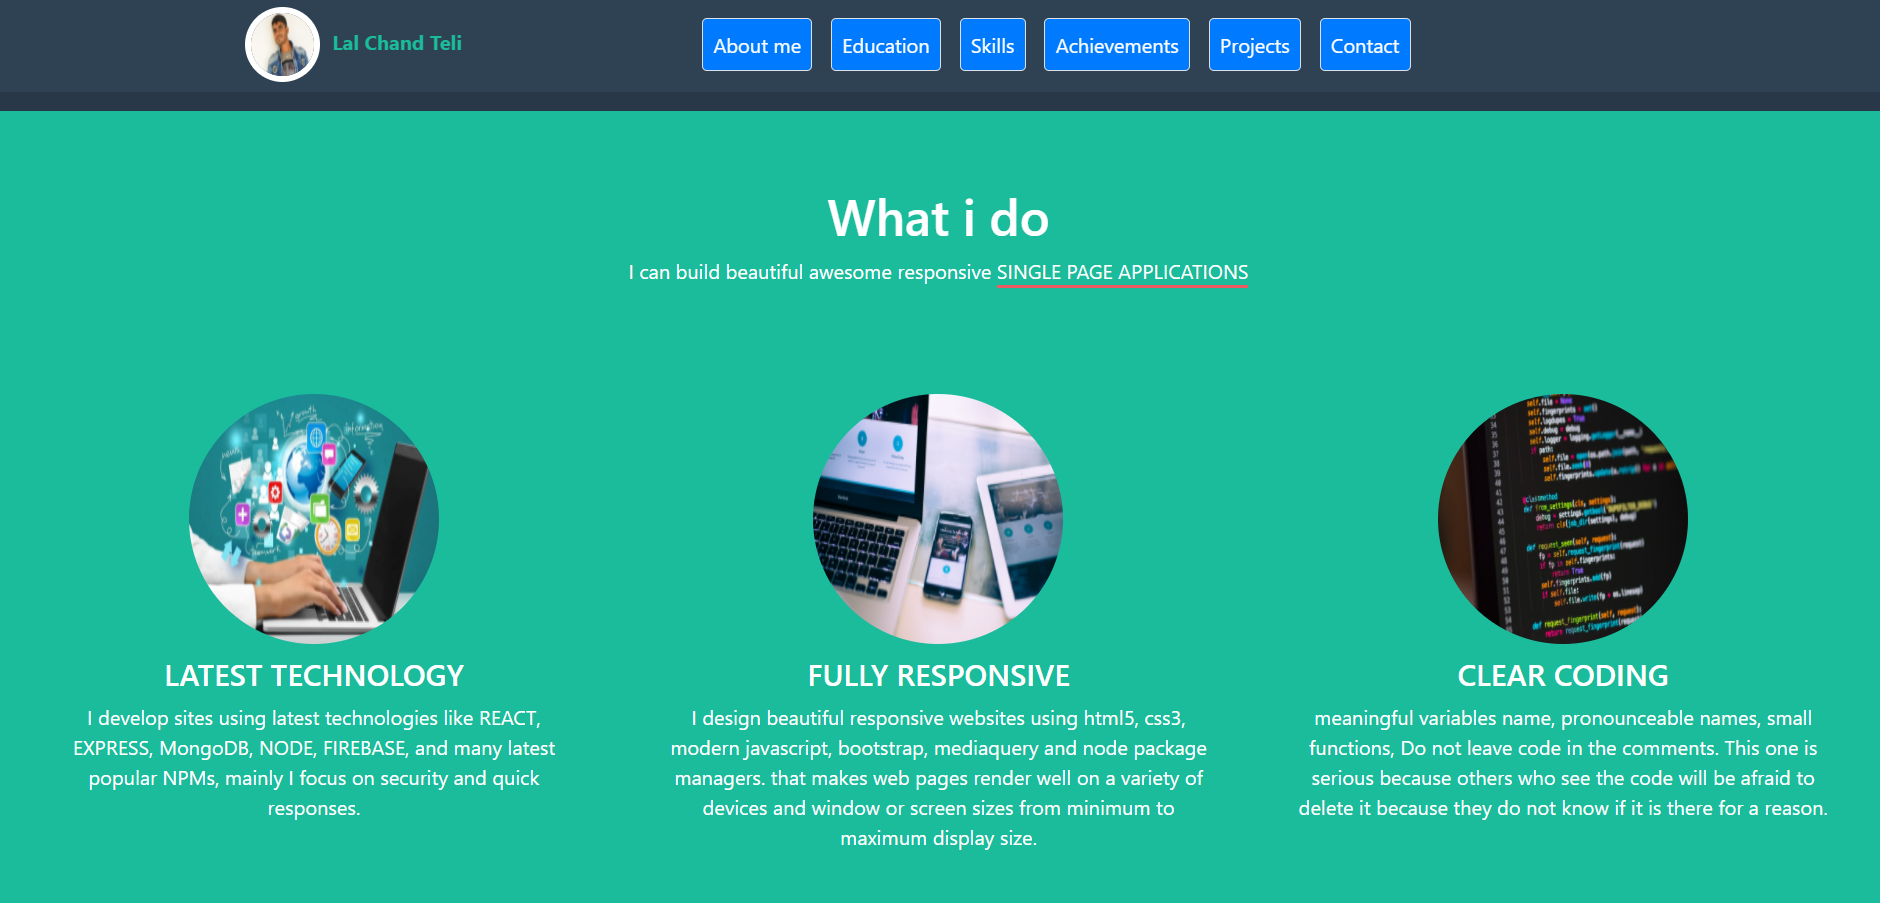 Lal Chand Teli
About me
Education
Skills
Achievements
Projects
Contact
What i do
I can build beautiful awesome responsive SINGLE PAGE APPLICATIONS
LATEST TECHNOLOGY
I develop sites using latest technologies like REACT,
EXPRESS, MongoDB, NODE, FIREBASE, and many latest
popular NPMs, mainly I focus on security and quick
responses.
FULLY RESPONSIVE
I design beautiful responsive websites using html5, css3,
modern javascript, bootstrap, mediaquery and node package
managers. that makes web pages render well on a variety of
devices and window or screen sizes from minimum to
maximum display size.
CLEAR CODING
meaningful variables name, pronounceable names, small
functions, Do not leave code in the comments. This one is
serious because others who see the code will be afraid to
delete it because they do not know if it is there for a reason.